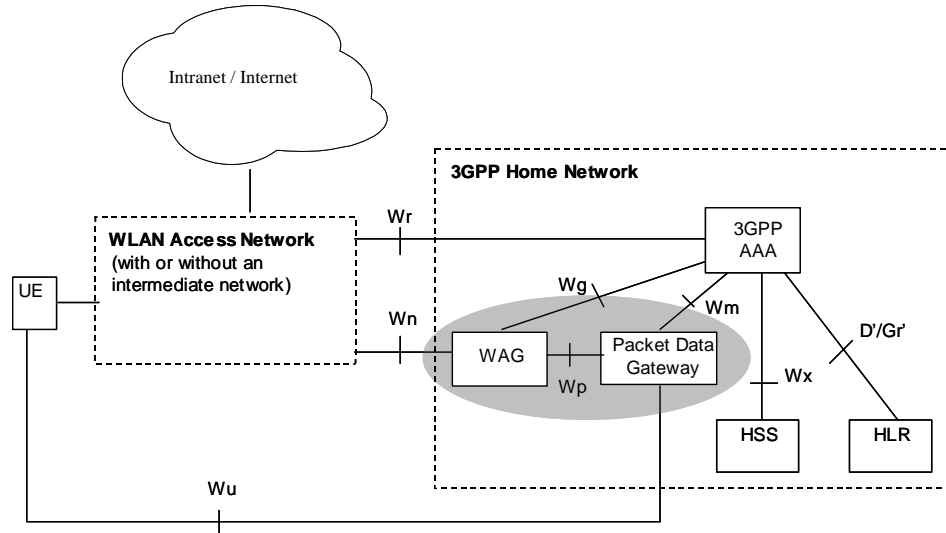 Intranet / Internet
3GPP Home Network
Wr
3GPP
AAA
WLAN Access Network
(with or without an
intermediate network)
UE
Wg
Wm
Wn
D'/Gr'
WAG
Wp
Packet Data
Gateway
Wx
HSS
HLR
Wu